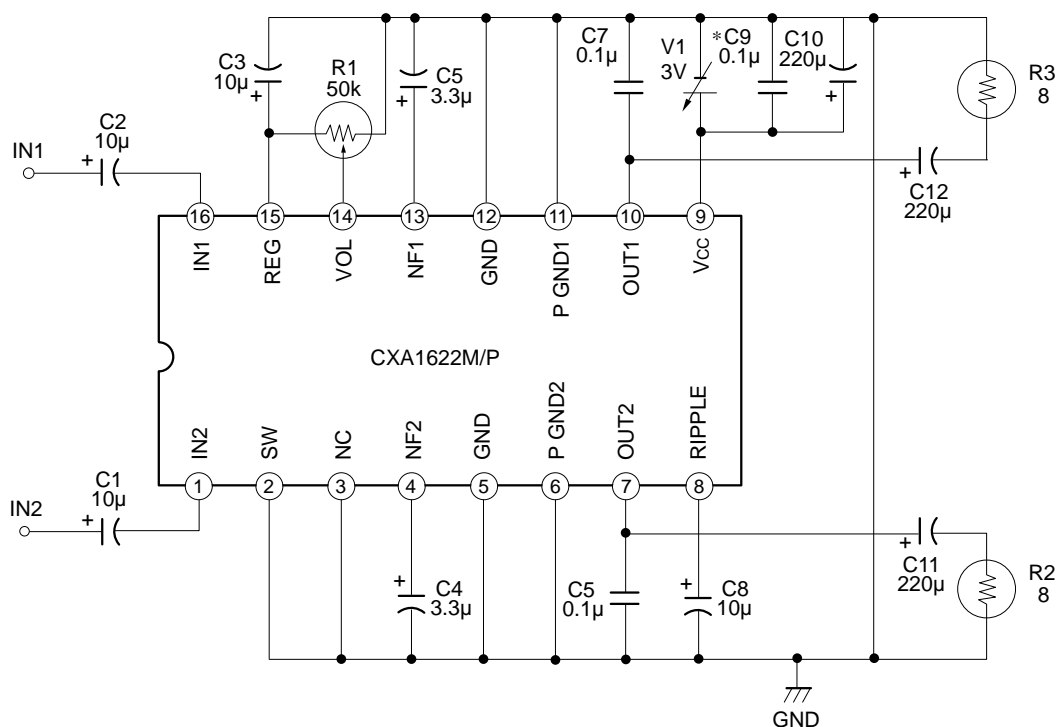 C3
10µ
+
R1
50k
C5
3.3µ
+
C7
0.1µ
V1
3V
*C9
0.1µ
C10
220µ
+
R3
8
C2
10µ
+
IN1
C12
220µ
+
16
15
14
13
12
11
10
9
IN1
REG
VOL
NF1
GND
P GND1
OUT1
Vcc
CXA1622M/P
IN2
SW
NC
NF2
GND
P GND2
OUT2
RIPPLE
1
2
3
4
5
6
7
8
C1
10µ
+
IN2
C4
3.3µ
+
C5
0.1µ
C8
10µ
+
C11
220µ
+
R2
8
GND